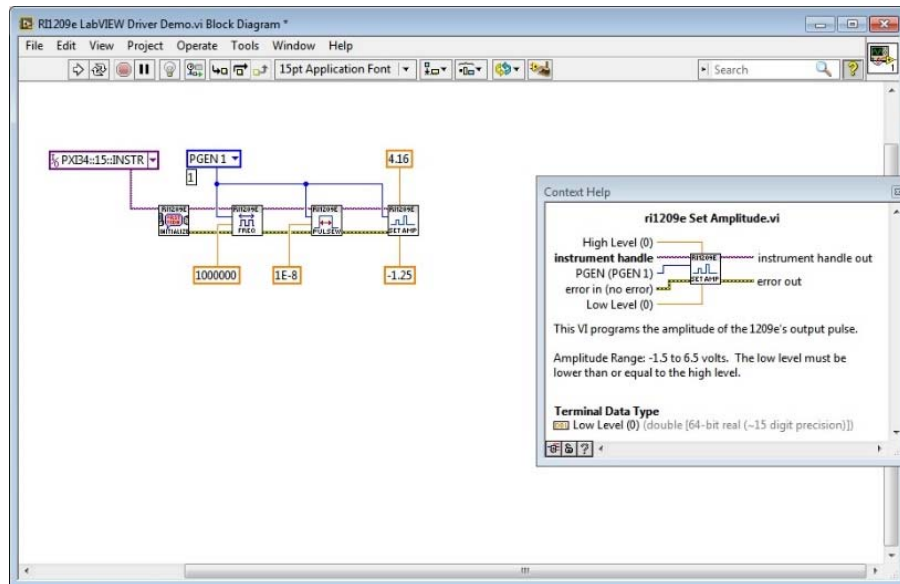 RI1209e LabVIEW Driver Demo.vi Block Diagram *
File Edit View Project Operate Tools Window Help
15pt Application Font
Search
?
1
PXI34::15::INSTR
PGEN 1
4.16
1
RI1209E
INITIALIZE
RI1209E
FREQ
RI1209E
PULSEW
RI1209E
SET AMP
1000000
1E-8
-1.25
Context Help
ri1209e Set Amplitude.vi
High Level (0)
instrument handle
PGEN (PGEN 1)
error in (no error)
Low Level (0)
RI1209E
SET AMP
instrument handle out
error out
This VI programs the amplitude of the 1209e's output pulse.
Amplitude Range: -1.5 to 6.5 volts. The low level must be
lower than or equal to the high level.
Terminal Data Type
Low Level (0) (double [64-bit real (~15 digit precision)])
?